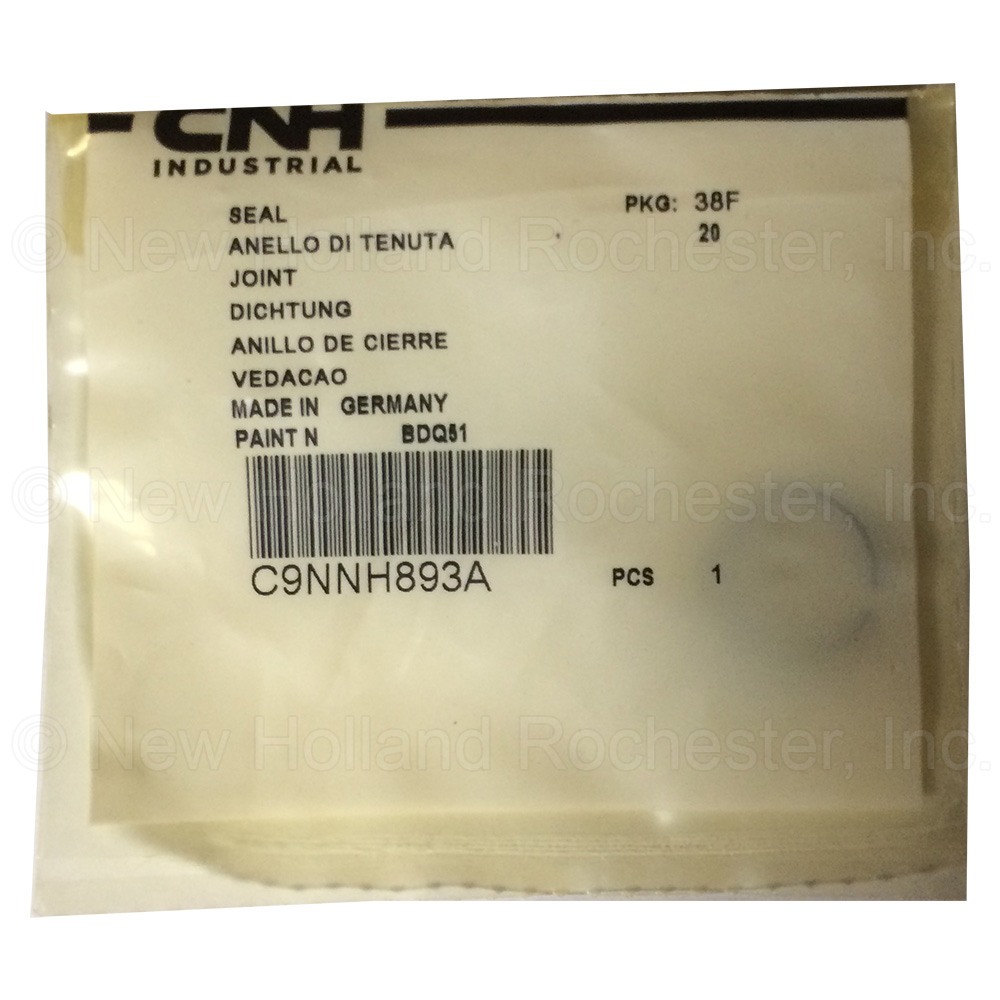 CNH
INDUSTRIAL
SEAL
PKG: 38F
ANELLO DI TENUTA
20
JOINT
DICHTUNG
ANILLO DE CIERRE
VEDACAO
MADE IN GERMANY
PAINT N BDQ51
C9NNH893A
PCS 1
© New Holland Rochester, Inc.
© New Holland Rochester, Inc.
© New Holland Rochester, Inc.